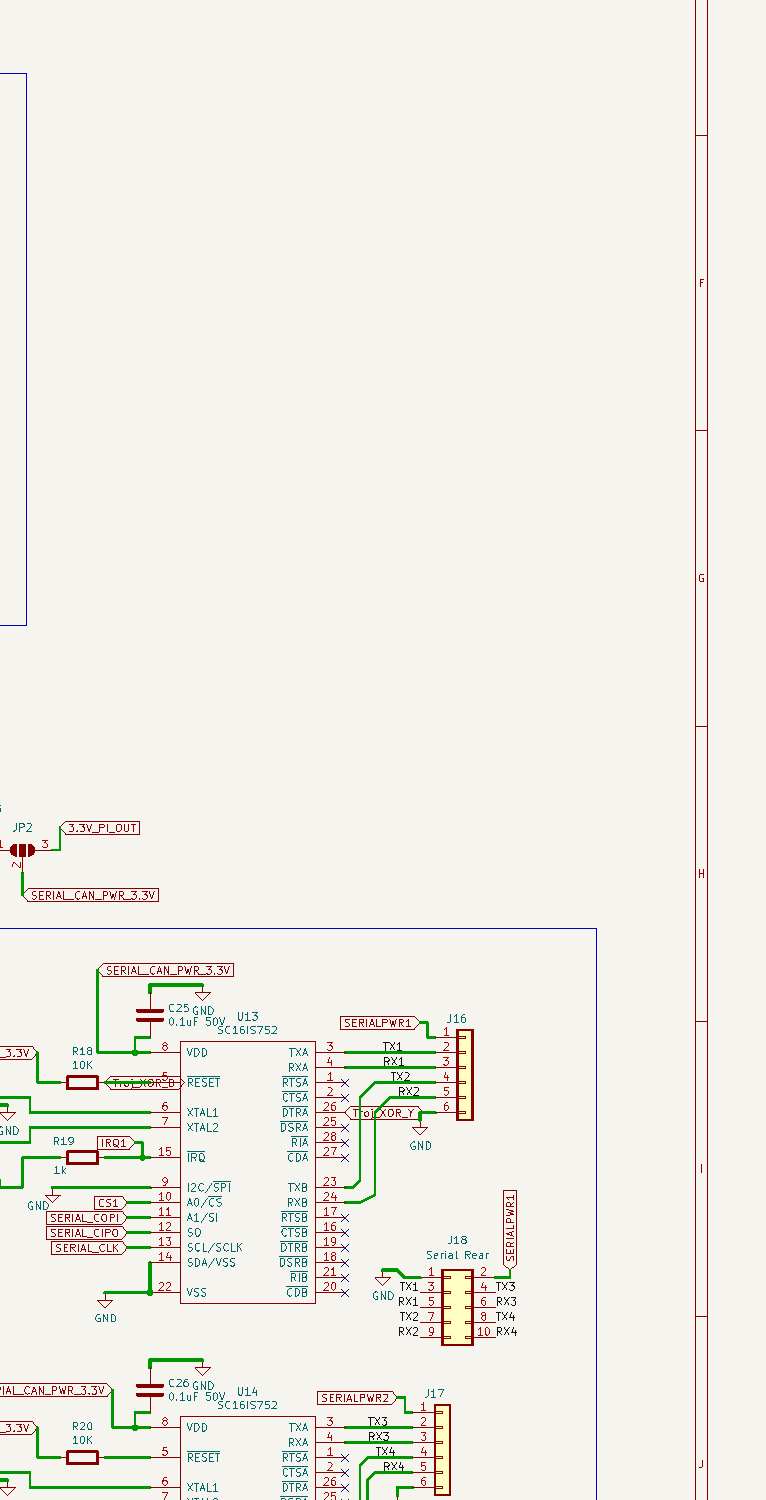 F
G
H
I
J
JP2
1
3
2
3.3V_PI_OUT
SERIAL_CAN_PWR_3.3V
SERIAL_CAN_PWR_3.3V
C25
0.1uF 50V
GND
U13
SC16IS752
_3.3V
R18
10K
Troj_XOR_B
GND
R19
1k
IRQ1
GND
CS1
SERIAL_COPI
SERIAL_CIPO
SERIAL_CLK
GND
8 VDD
5 RESET
6 XTAL1
7 XTAL2
15 IRQ
9 I2C/SPI
10 A0/CS
11 A1/SI
12 SO
13 SCL/SCLK
14 SDA/VSS
22 VSS
TXA 3
RXA 4
RTSA 1
CTSA 2
DTRA 26
DSRA 25
RIA 28
CDA 27
TXB 23
RXB 24
RTSB 17
CTSB 16
DTRB 19
DSRB 18
RIB 21
CDB 20
TX1
RX1
TX2
RX2
Troj_XOR_Y
SERIALPWR1
J16
1
2
3
4
5
6
GND
SERIALPWR1
J18
Serial Rear
GND
1 2
TX1 3 4 TX3
RX1 5 6 RX3
TX2 7 8 TX4
RX2 9 10 RX4
IAL_CAN_PWR_3.3V
C26
0.1uF 50V
GND
U14
SC16IS752
_3.3V
R20
10K
8 VDD
5 RESET
6 XTAL1
7
TXA 3
RXA 4
RTSA 1
CTSA 2
DTRA 26
25
TX3
RX3
TX4
RX4
SERIALPWR2
J17
1
2
3
4
5
6